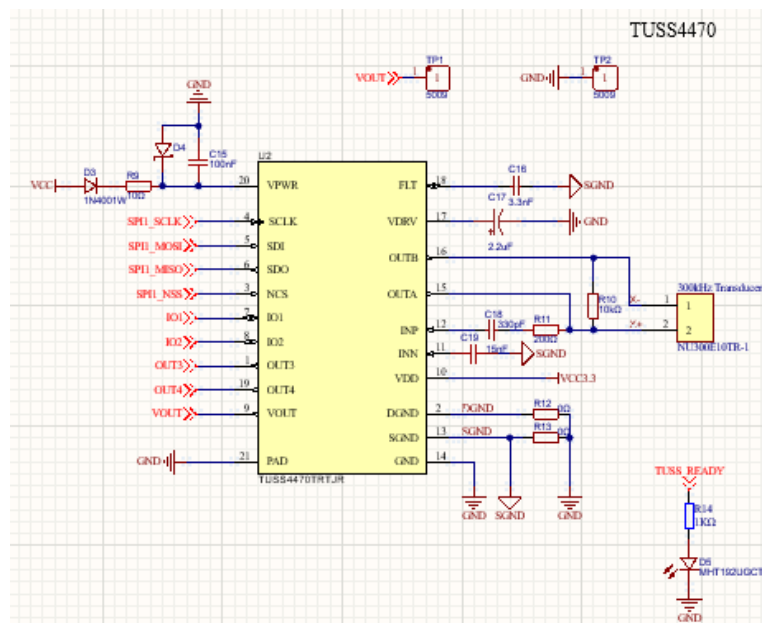 TUSS4470
VOUT
1
TP1
1
5009
GND
1
TP2
1
5009
GND
D4
C15
100nF
VCC
D3
1N4001W
R9
10Ω
U2
20
VPWR
SPI1_SCLK
4
SCLK
SPI1_MOSI
5
SDI
SPI1_MISO
6
SDO
SPI1_NSS
3
NCS
IO1
7
IO1
IO2
8
IO2
OUT3
1
OUT3
OUT4
19
OUT4
VOUT
9
VOUT
GND
21
PAD
TUSS4470TRTJR
FLT
18
C16
3.3nF
SGND
VDRV
17
C17
2.2uF
GND
OUTB
16
OUTA
15
INP
12
C18
330pF
R11
200Ω
INN
11
C19
15nF
SGND
VDD
10
VCC3.3
DGND
2
DGND
R12
0Ω
SGND
13
SGND
R13
0Ω
GND
14
GND
SGND
GND
R10
10kΩ
X-
X+
300kHz Transducer
1
1
2
2
NU300E10TR-1
TUSS_READY
R14
1KΩ
D5
MHT192UGCT
GND